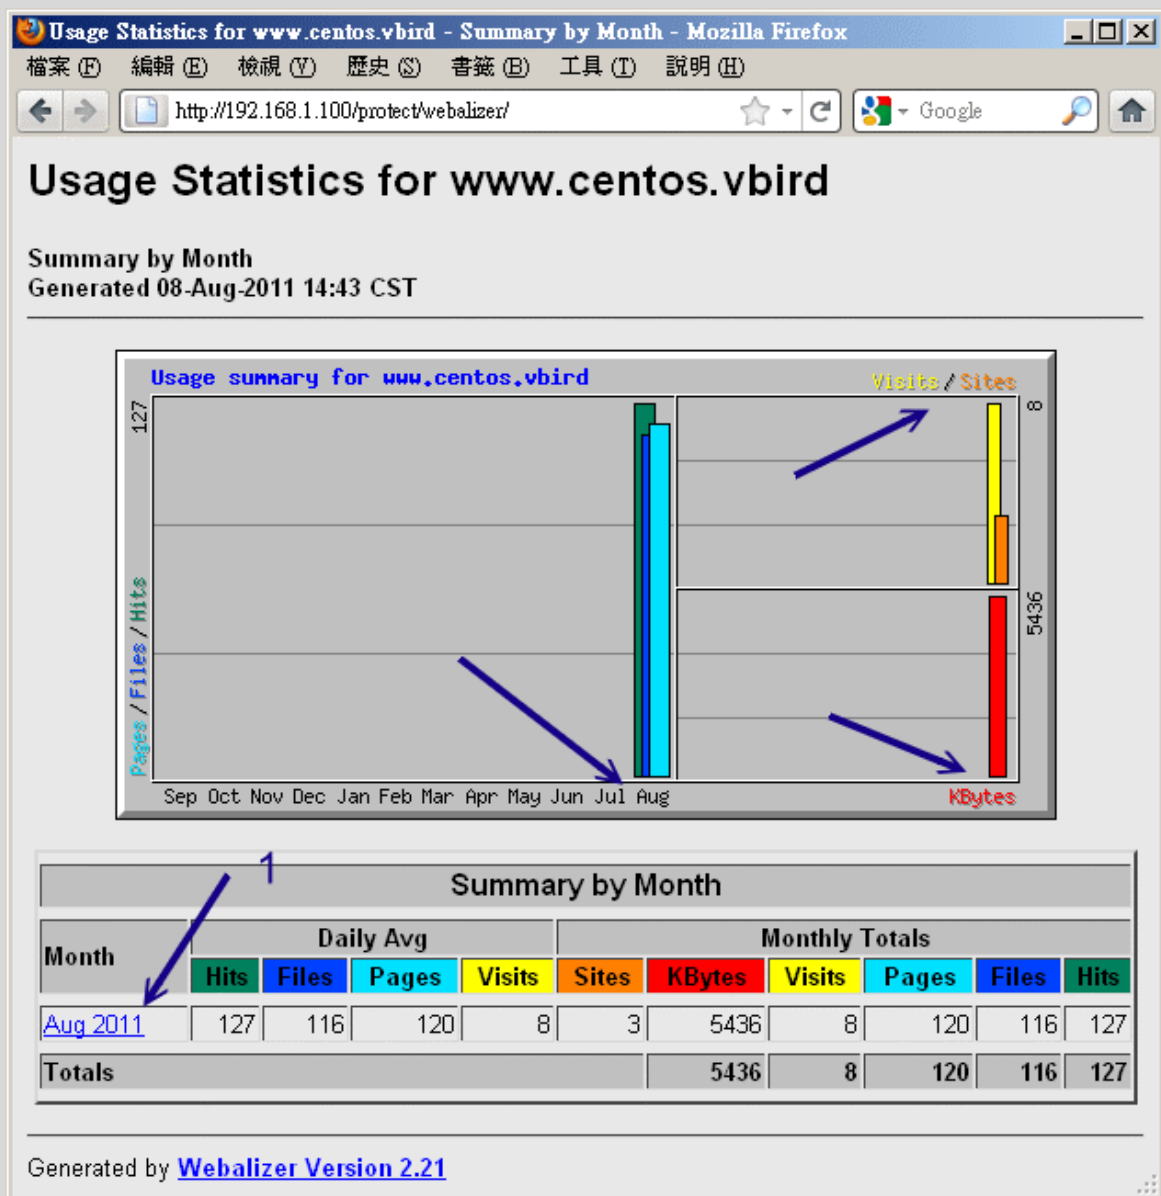 Usage Statistics for www.centos.vbird - Summary by Month - Mozilla Firefox
檔案 (F) 編輯 (E) 檢視 (V) 歷史 (S) 書籤 (B) 工具 (T) 說明 (H)
http://192.168.1.100/protect/webalizer/ Google
Usage Statistics for www.centos.vbird
Summary by Month
Generated 08-Aug-2011 14:43 CST
Usage summary for www.centos.vbird
Visits / Sites
127
8
Pages / Files / Hits
5436
Sep Oct Nov Dec Jan Feb Mar Apr May Jun Jul Aug
KBytes
1
Summary by Month
Month Daily Avg Monthly Totals
Hits Files Pages Visits Sites KBytes Visits Pages Files Hits
Aug 2011 127 116 120 8 3 5436 8 120 116 127
Totals 5436 8 120 116 127
Generated by Webalizer Version 2.21